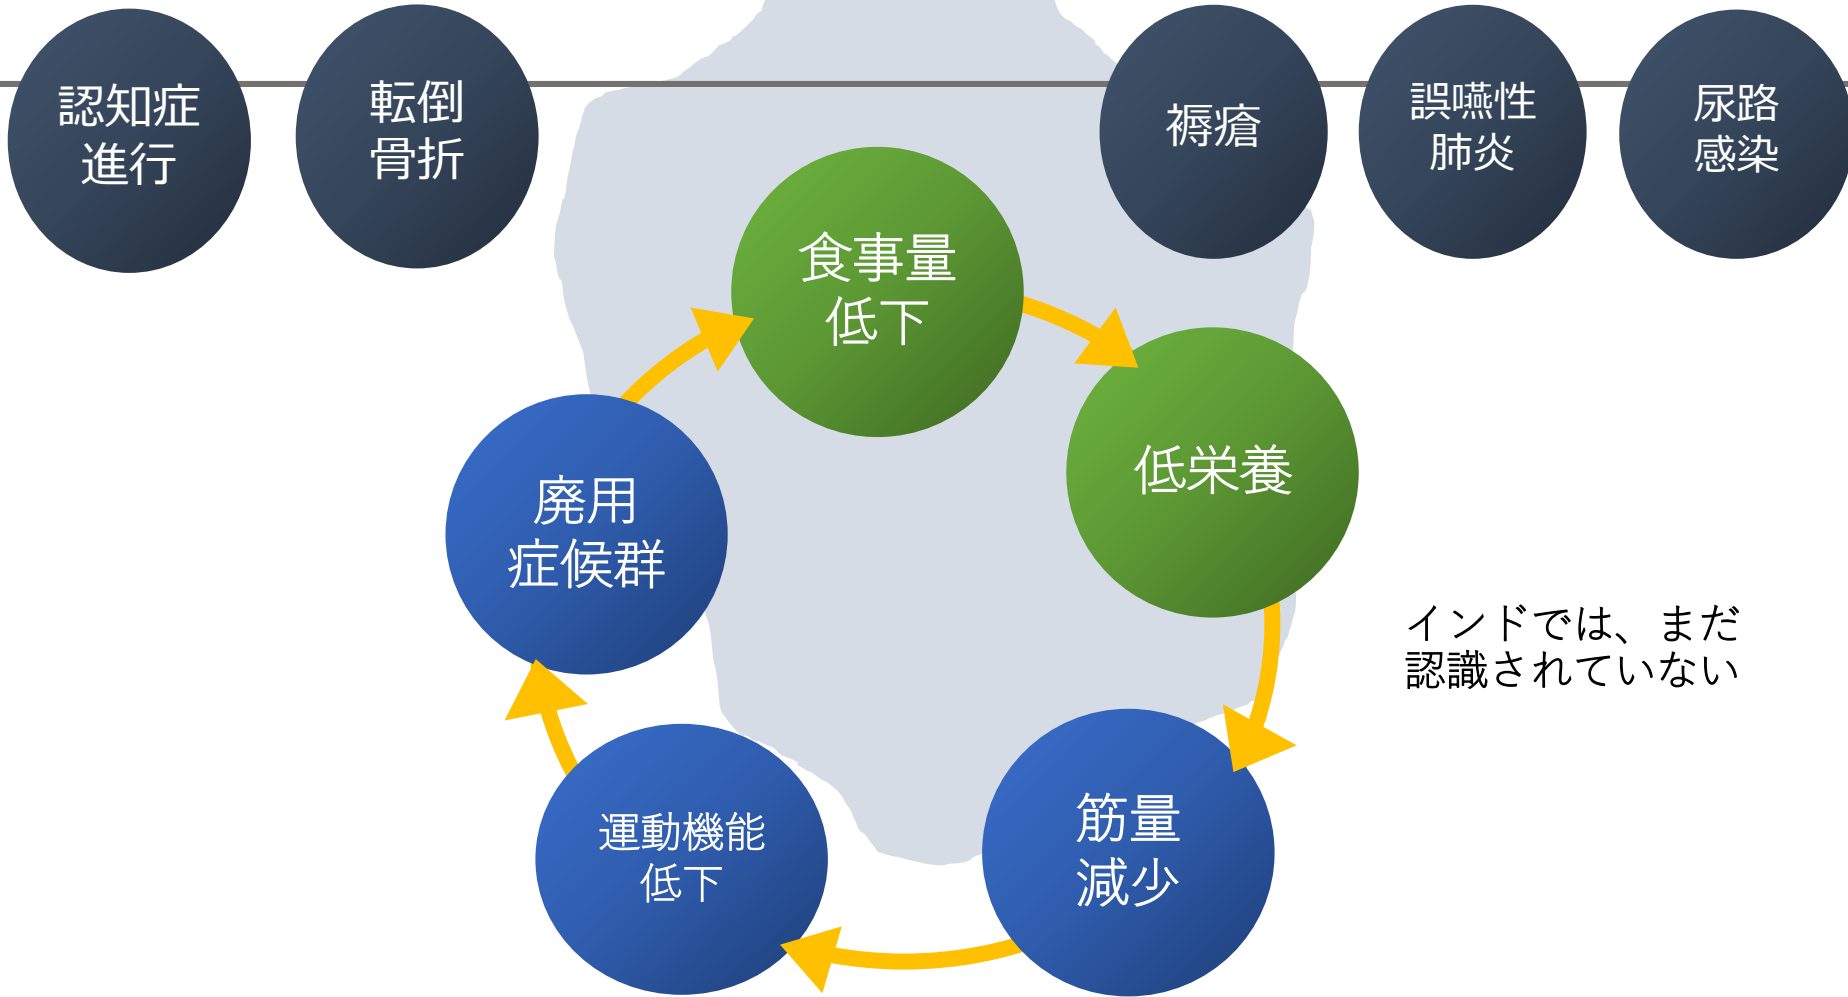 認知症
進行
転倒
骨折
褥瘡
誤嚥性
肺炎
尿路
感染
食事量
低下
低栄養
廃用
症候群
インドでは、まだ
認識されていない
運動機能
低下
筋量
減少